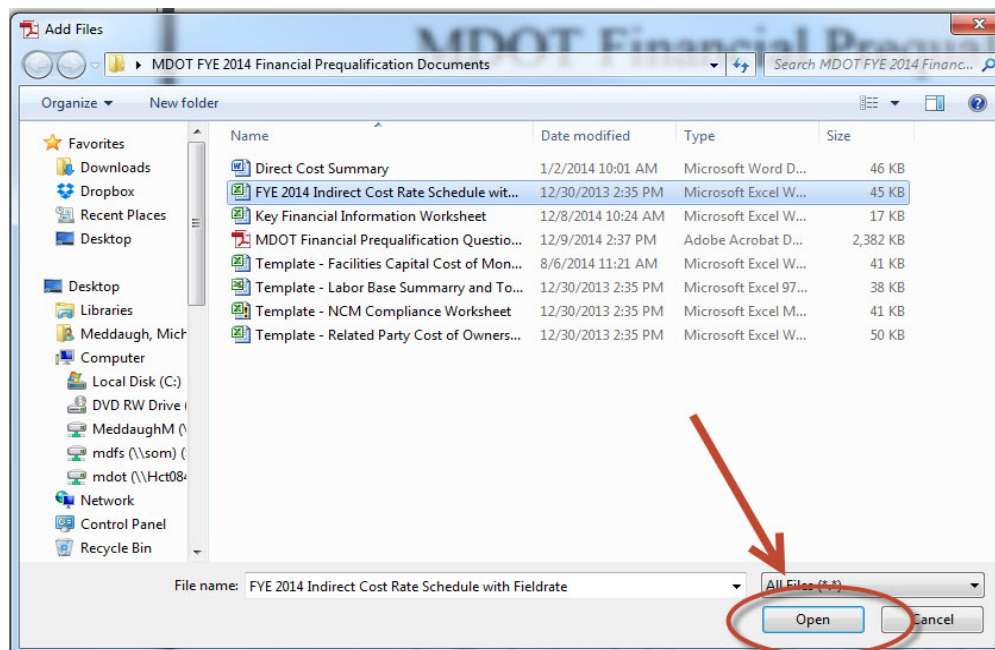 Add Files
MDOT Financial Prequal
MDOT FYE 2014 Financial Prequalification Documents
Search MDOT FYE 2014 Financ...
Organize
New folder
Name
Date modified
Type
Size
Favorites
Downloads
Dropbox
Recent Places
Desktop
Desktop
Libraries
Meddaugh, Mich
Computer
Local Disk (C:)
DVD RW Drive (
MeddaughM (\
mdfs (\\som) (
mdot (\\Hct084
Network
Control Panel
Recycle Bin
Direct Cost Summary 1/2/2014 10:01 AM Microsoft Word D... 46 KB
FYE 2014 Indirect Cost Rate Schedule wit... 12/30/2013 2:35 PM Microsoft Excel W... 45 KB
Key Financial Information Worksheet 12/8/2014 10:24 AM Microsoft Excel W... 17 KB
MDOT Financial Prequalification Questio... 12/9/2014 2:37 PM Adobe Acrobat D... 2,382 KB
Template - Facilities Capital Cost of Mon... 8/6/2014 11:21 AM Microsoft Excel W... 41 KB
Template - Labor Base Summarry and To... 12/30/2013 2:35 PM Microsoft Excel 97... 38 KB
Template - NCM Compliance Worksheet 12/30/2013 2:35 PM Microsoft Excel M... 41 KB
Template - Related Party Cost of Owners... 12/30/2013 2:35 PM Microsoft Excel W... 50 KB
File name: FYE 2014 Indirect Cost Rate Schedule with Fieldrate
All Files (*.*)
Open
Cancel